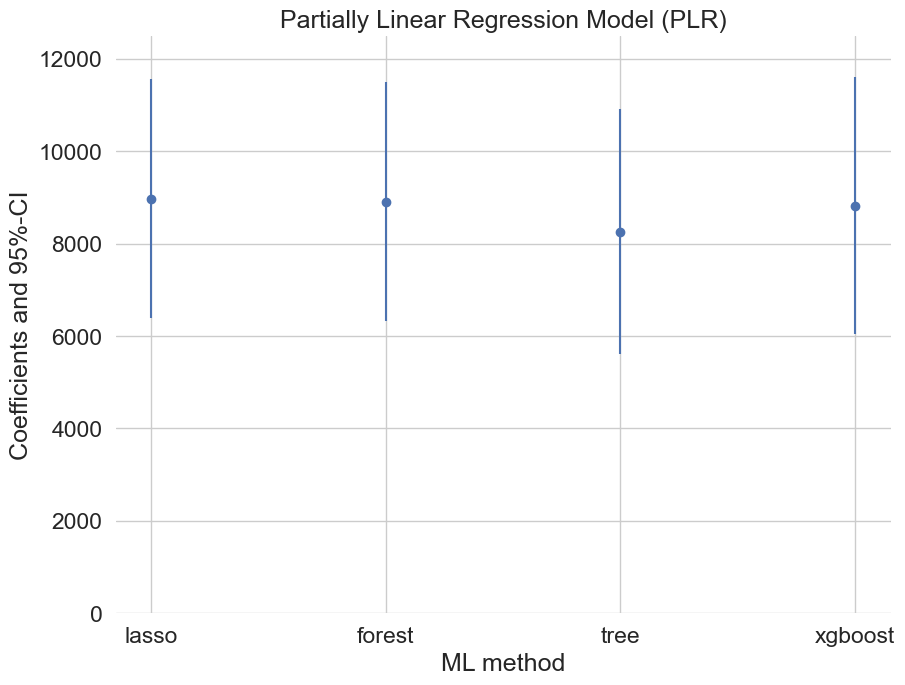 Partially Linear Regression Model (PLR)
Coefficients and 95%-CI
12000
10000
8000
6000
4000
2000
0
lasso forest tree xgboost
ML method